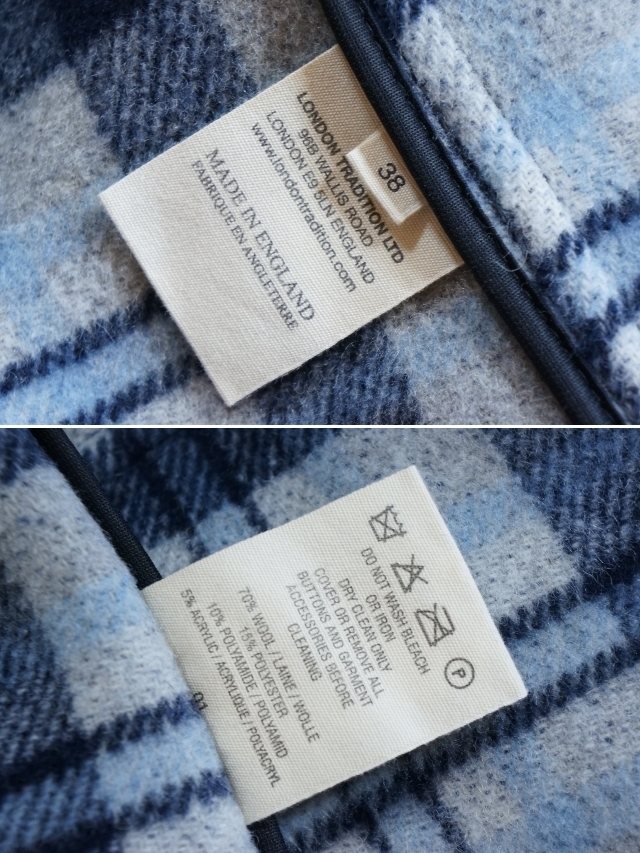 LONDON TRADITION LTD
98B WALLIS ROAD
LONDON E9 5LN ENGLAND
www.londontradition.com
MADE IN ENGLAND
FABRIQUE EN ANGLETERRE
38
DO NOT WASH BLEACH
OR IRON
DRY CLEAN ONLY
COVER OR REMOVE ALL
BUTTONS AND GARMENT
ACCESSORIES BEFORE
CLEANING
70% WOOL / LAINE / WOLLE
15% POLYESTER
10% POLYAMIDE / POLYAMID
5% ACRYLIC / ACRYLIQUE / POLYACRYL
P